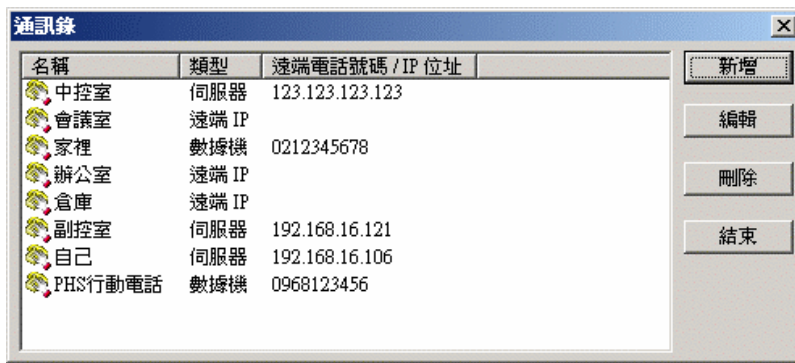 通訊錄
名稱 類型 遠端電話號碼 / IP 位址
中控室 伺服器 123.123.123.123
會議室 遠端 IP
家裡 數據機 0212345678
辦公室 遠端 IP
倉庫 遠端 IP
副控室 伺服器 192.168.16.121
自己 伺服器 192.168.16.106
PHS行動電話 數據機 0968123456
新增
編輯
刪除
結束